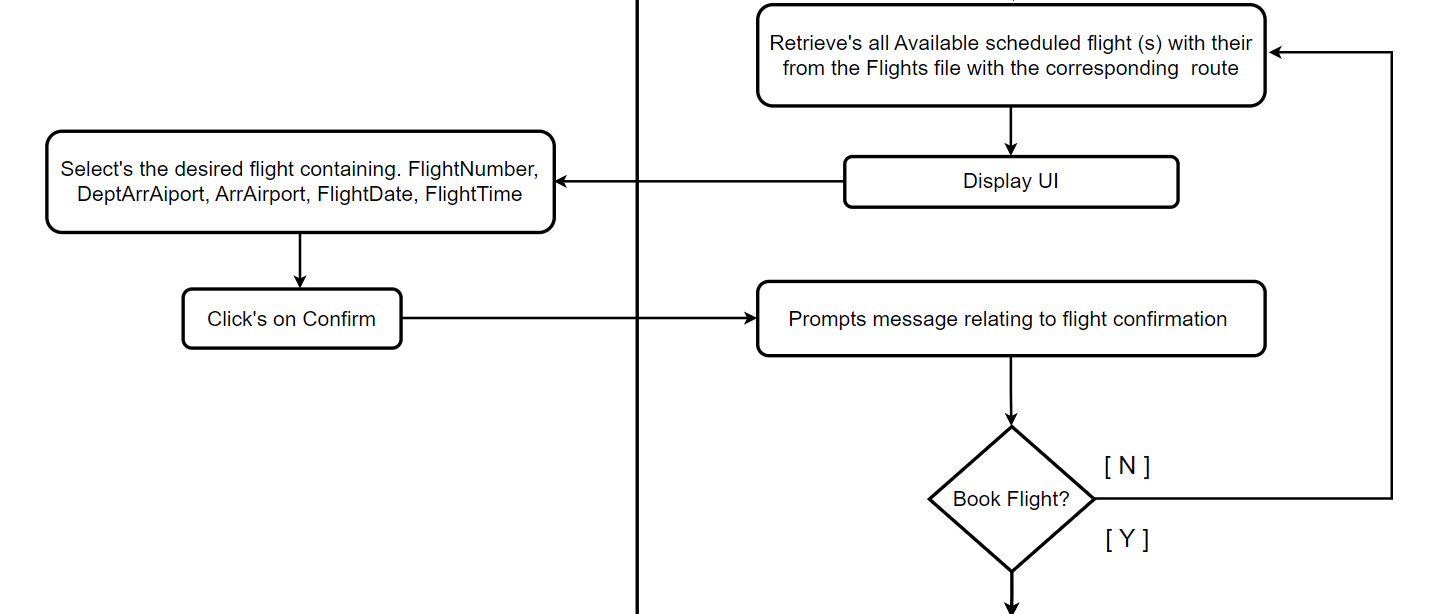 Retrieve's all Available scheduled flight (s) with their
from the Flights file with the corresponding  route
Display UI
Select's the desired flight containing. FlightNumber,
DeptArrAiport, ArrAirport, FlightDate, FlightTime
Click's on Confirm
Prompts message relating to flight confirmation
Book Flight?
[ N ]
[ Y ]